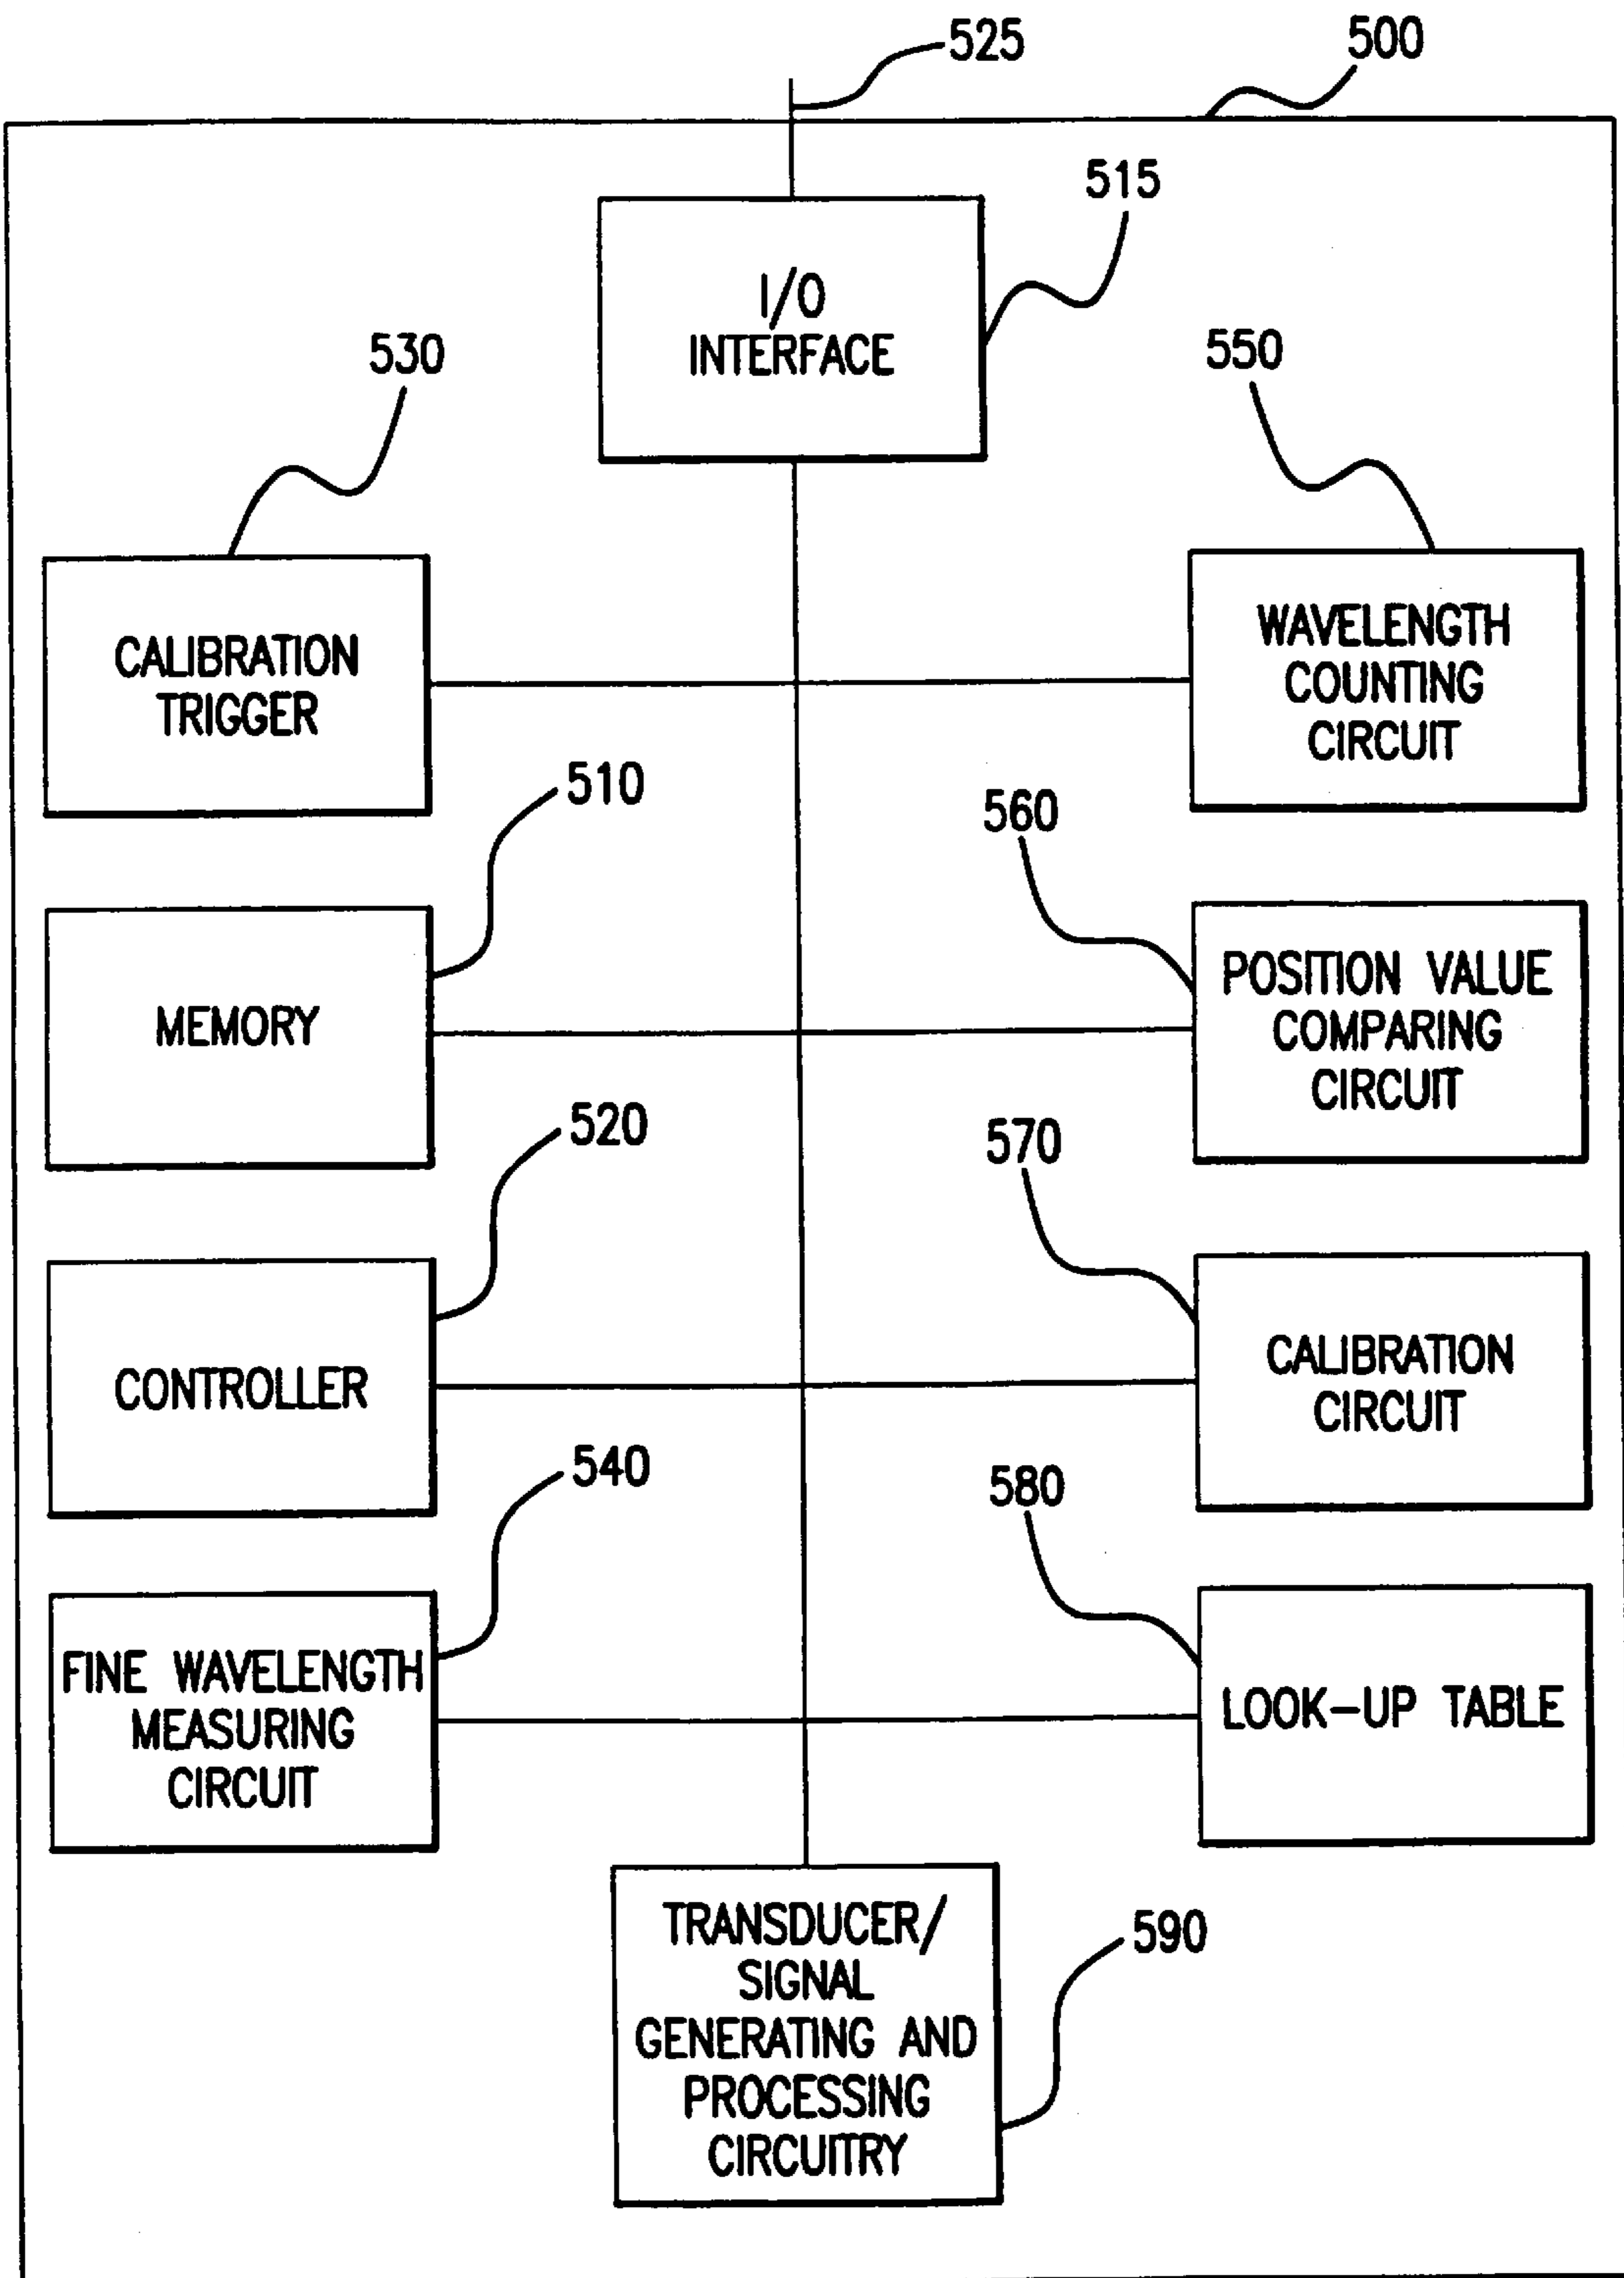 525
500
515
I/O
INTERFACE
530
550
CALIBRATION
TRIGGER
WAVELENGTH
COUNTING
CIRCUIT
510
560
MEMORY
POSITION VALUE
COMPARING
CIRCUIT
520
570
CONTROLLER
CALIBRATION
CIRCUIT
540
580
FINE WAVELENGTH
MEASURING
CIRCUIT
LOOK-UP TABLE
TRANSDUCER/
SIGNAL
GENERATING AND
PROCESSING
CIRCUITRY
590